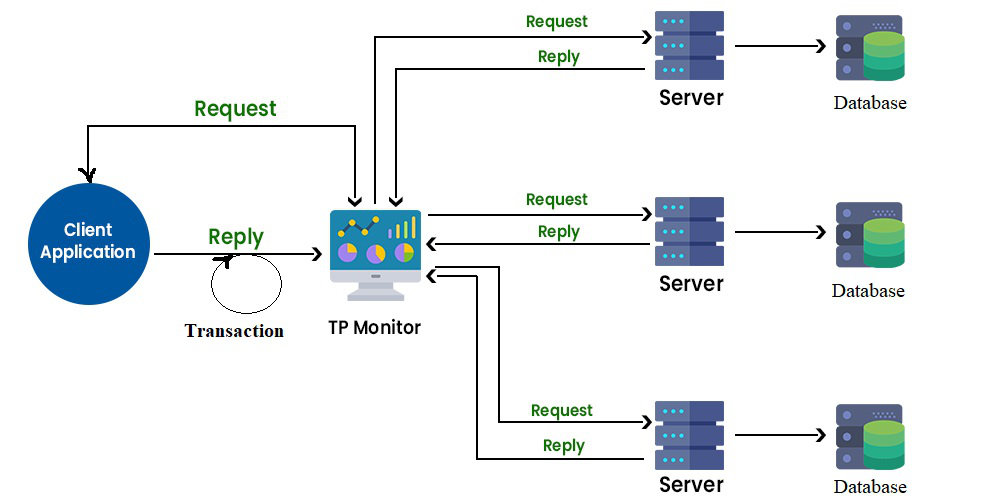 Request
Reply
Server
Database
Request
Client
Application
Reply
Transaction
TP Monitor
Request
Reply
Server
Database
Request
Reply
Server
Database